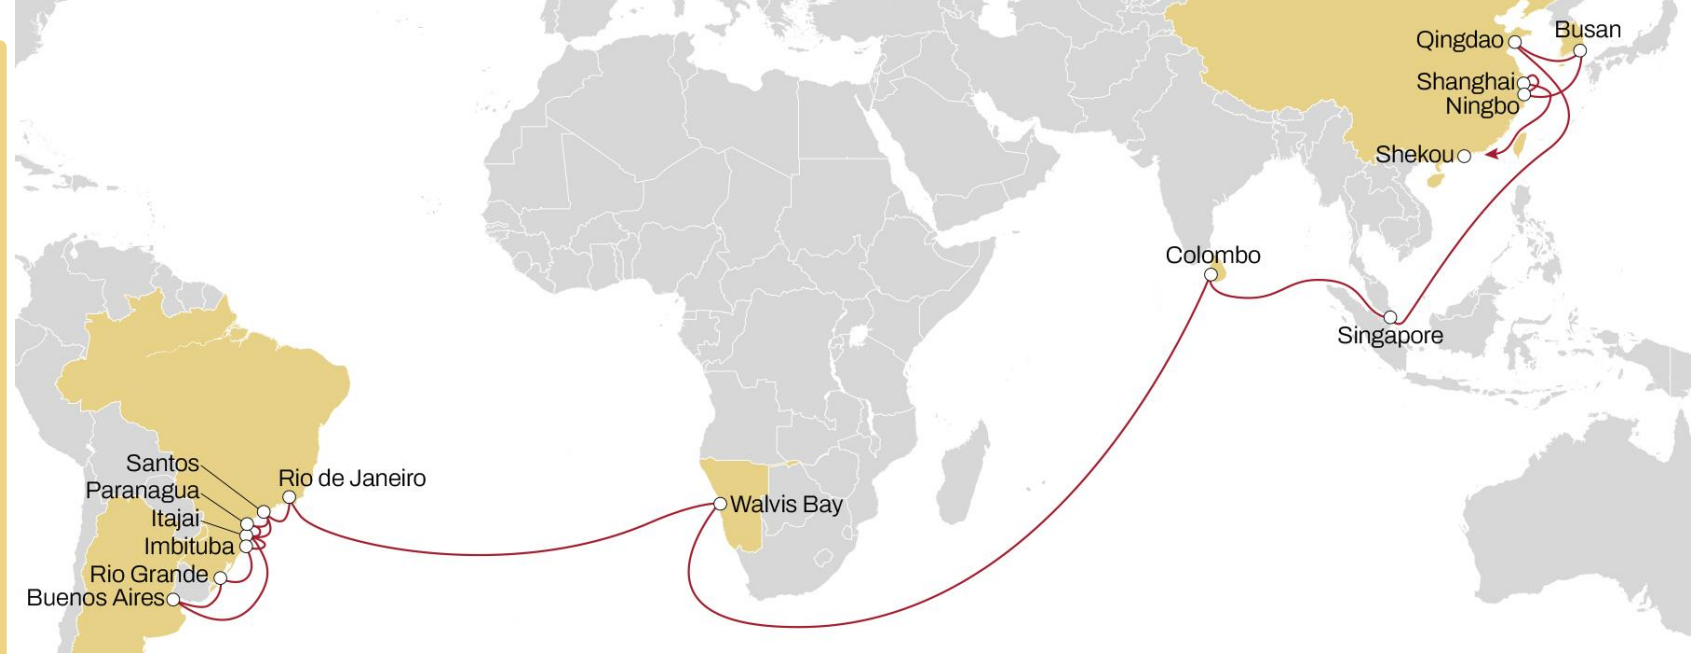 Busan
Qingdao
Shanghai
Ningbo
Shekou
Colombo
Singapore
Santos
Rio de Janeiro
Paranagua
Walvis Bay
Itajai
Imbituba
Rio Grande
Buenos Aires